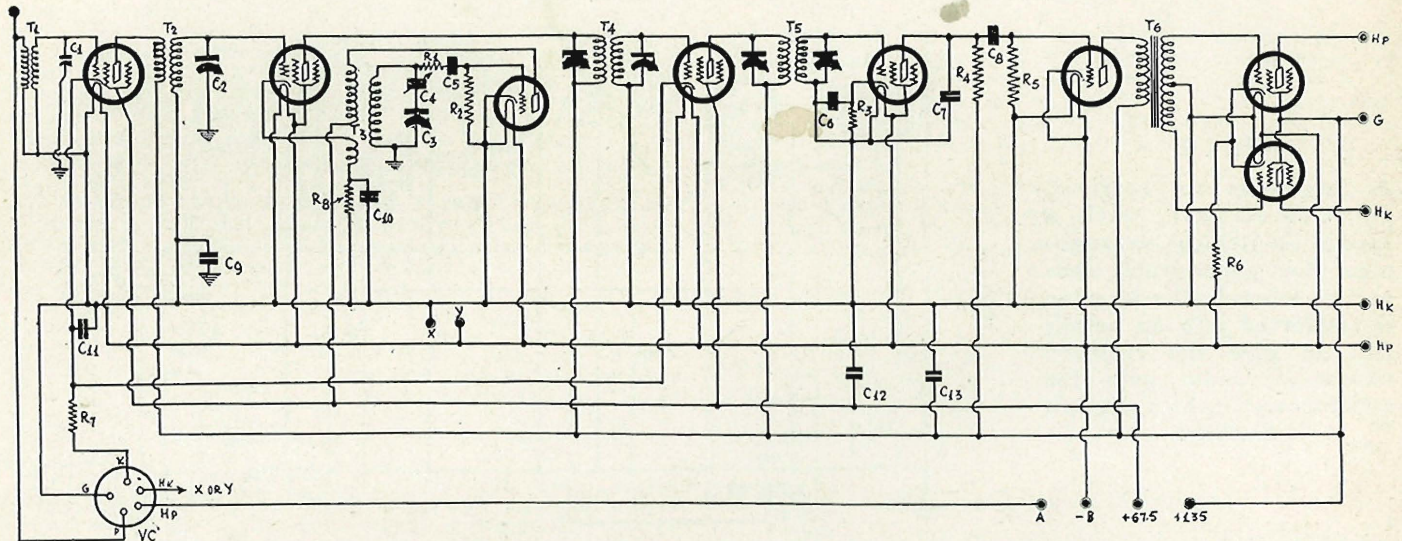 T1
C1
T2
C2
T3
R1
C5
C4
C3
R2
T4
T5
C6
R3
C7
R4
C8
R5
T6
HP
G
HK
R8
C10
C9
R6
X
Y
HK
HP
C11
C12
C13
R7
K
G
HK
X OR Y
HP
P
VC
A
-B
+67.5
+135